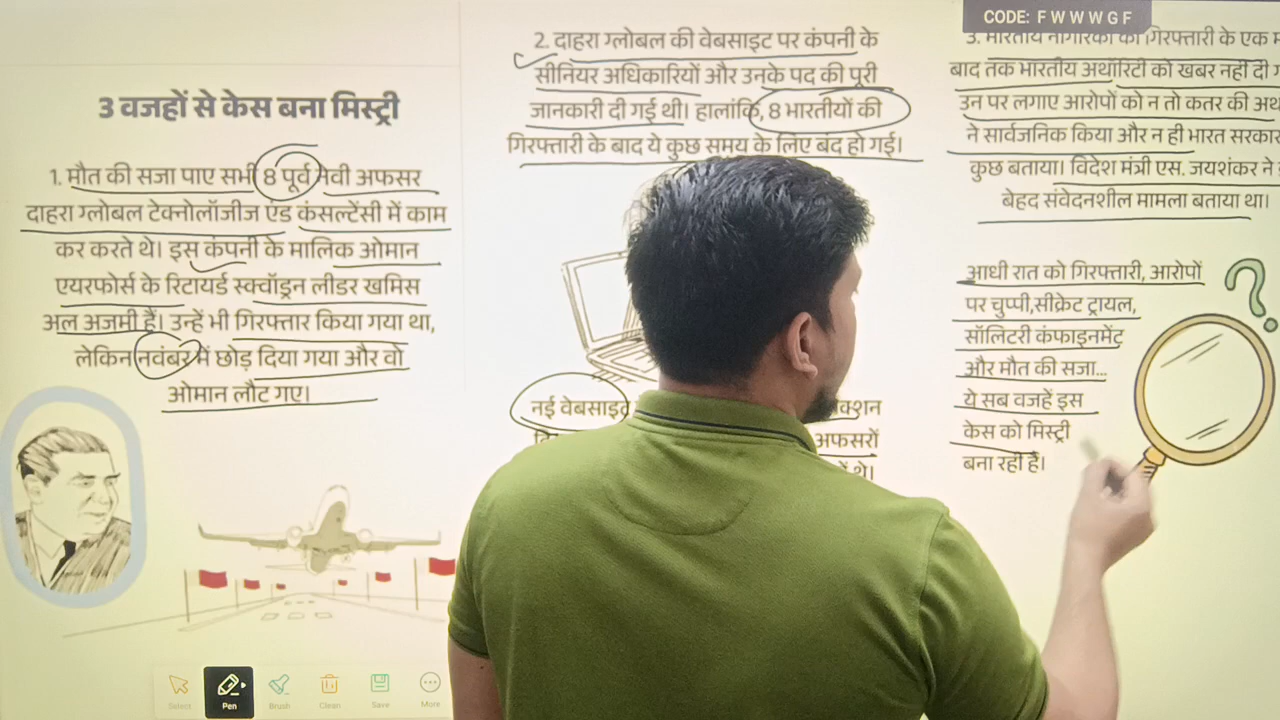 CODE: F W W W G F
3 वजहों से केस बना मिस्ट्री
1. मौत की सजा पाए सभी 8 पूर्व नेवी अफसर
दाहरा ग्लोबल टेक्नोलॉजीज एंड कंसल्टेंसी में काम
कर करते थे। इस कंपनी के मालिक ओमान
एयरफोर्स के रिटायर्ड स्क्वॉड्रन लीडर खमिस
अल अजमी हैं। उन्हें भी गिरफ्तार किया गया था,
लेकिन नवंबर में छोड़ दिया गया और वो
ओमान लौट गए।
2. दाहरा ग्लोबल की वेबसाइट पर कंपनी के
सीनियर अधिकारियों और उनके पद की पूरी
जानकारी दी गई थी। हालांकि, 8 भारतीयों की
गिरफ्तारी के बाद ये कुछ समय के लिए बंद हो गई।
नई वेबसाइट
अफसरों
थे।
3. भारतीय नागरिकों की गिरफ्तारी के एक
बाद तक भारतीय अथॉरिटी को खबर नहीं दी
उन पर लगाए आरोपों को न तो कतर की
ने सार्वजनिक किया और न ही भारत सरकार
कुछ बताया। विदेश मंत्री एस. जयशंकर ने
बेहद संवेदनशील मामला बताया था।
आधी रात को गिरफ्तारी, आरोपों
पर चुप्पी,सीक्रेट ट्रायल,
सॉलिटरी कंफाइनमेंट
और मौत की सजा...
ये सब वजहें इस
केस को मिस्ट्री
बना रही हैं।
Select
Pen
Brush
Clean
Save
More